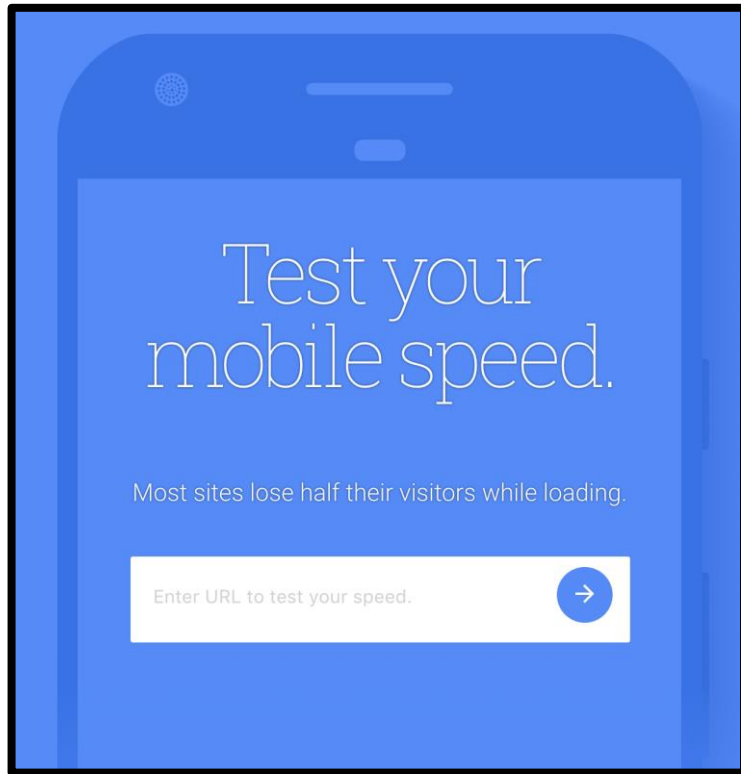 Test your
mobile speed.
Most sites lose half their visitors while loading.
Enter URL to test your speed.